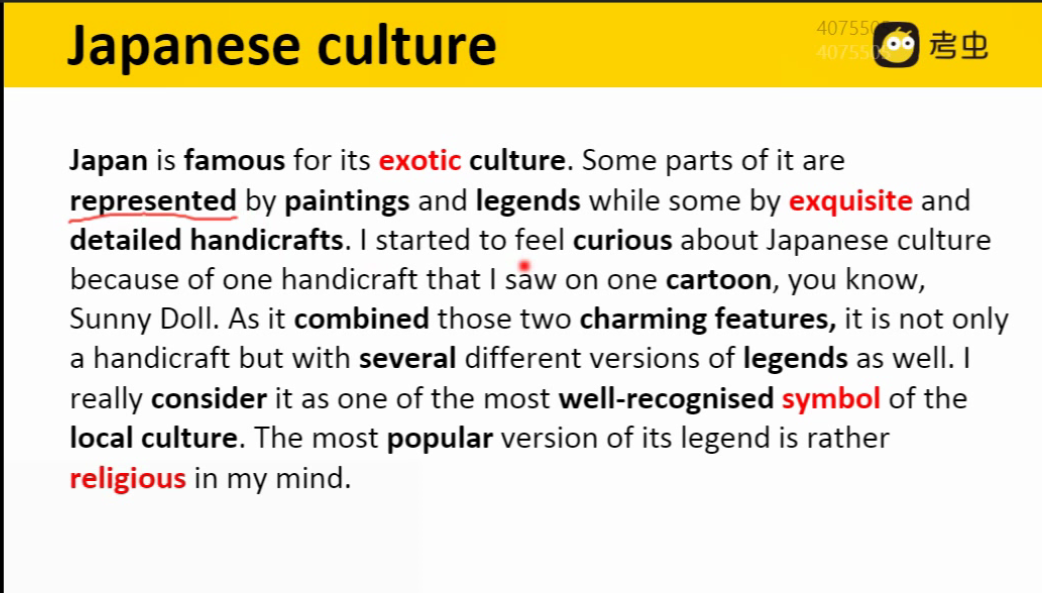 Japanese culture
考虫
Japan is famous for its exotic culture. Some parts of it are
represented by paintings and legends while some by exquisite and
detailed handicrafts. I started to feel curious about Japanese culture
because of one handicraft that I saw on one cartoon, you know,
Sunny Doll. As it combined those two charming features, it is not only
a handicraft but with several different versions of legends as well. I
really consider it as one of the most well-recognised symbol of the
local culture. The most popular version of its legend is rather
religious in my mind.